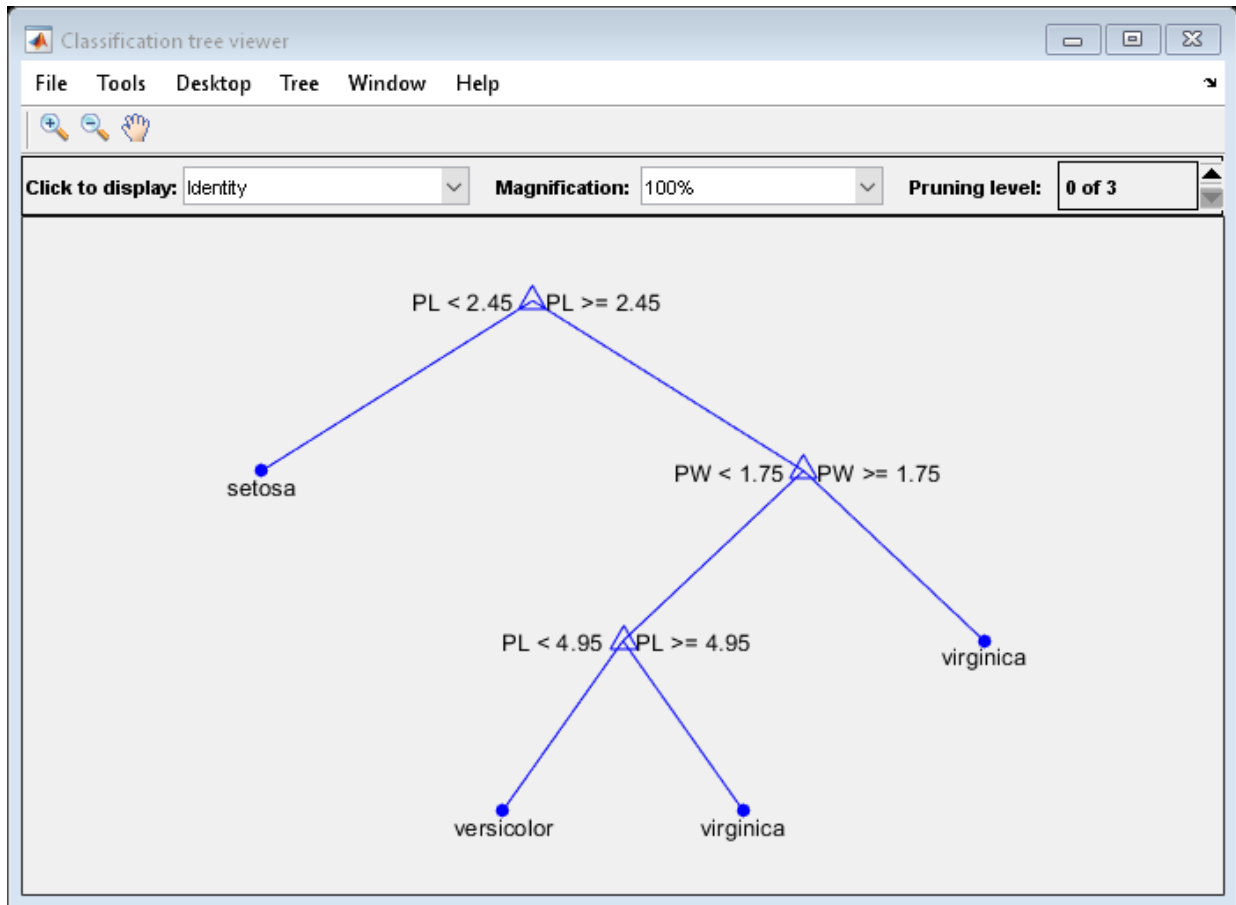 Classification tree viewer
File Tools Desktop Tree Window Help
Click to display: Identity Magnification: 100% Pruning level: 0 of 3
PL < 2.45 PL >= 2.45
setosa
PW < 1.75 PW >= 1.75
PL < 4.95 PL >= 4.95
virginica
versicolor virginica